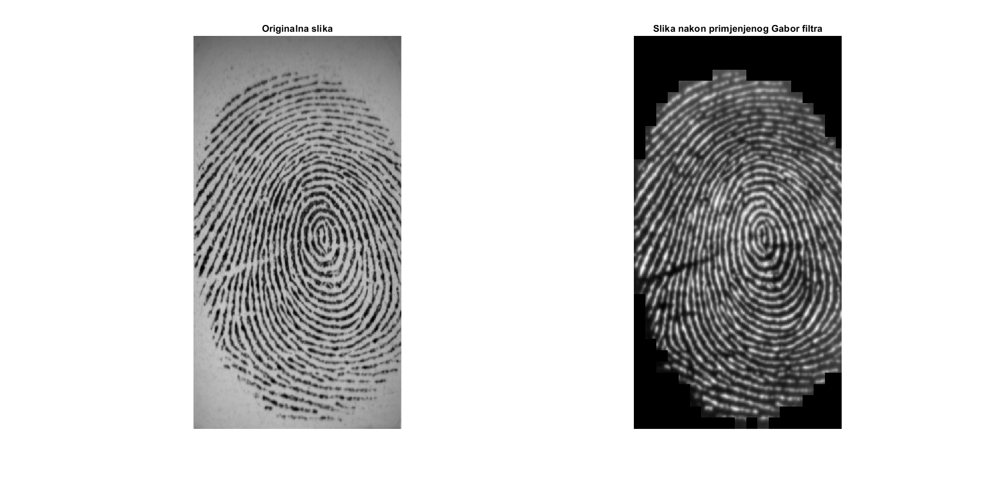 Originalna slika
Slika nakon primjenjenog Gabor filtra